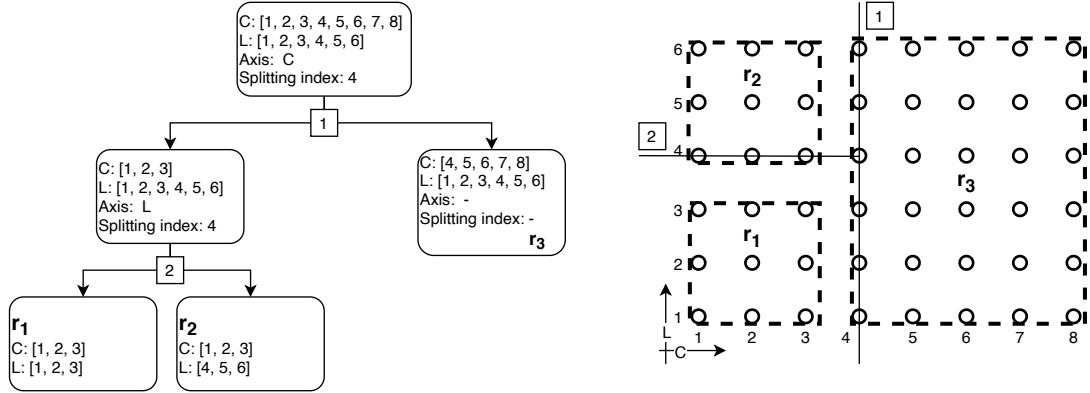 C: [1, 2, 3, 4, 5, 6, 7, 8]
L: [1, 2, 3, 4, 5, 6]
Axis: C
Splitting index: 4
1
C: [1, 2, 3]
L: [1, 2, 3, 4, 5, 6]
Axis: L
Splitting index: 4
C: [4, 5, 6, 7, 8]
L: [1, 2, 3, 4, 5, 6]
Axis: -
Splitting index: -
r3
2
r1
C: [1, 2, 3]
L: [1, 2, 3]
r2
C: [1, 2, 3]
L: [4, 5, 6]
1
6
r2
5
2
4
r3
3
r1
2
1
L
1 2 3 4 5 6 7 8
C